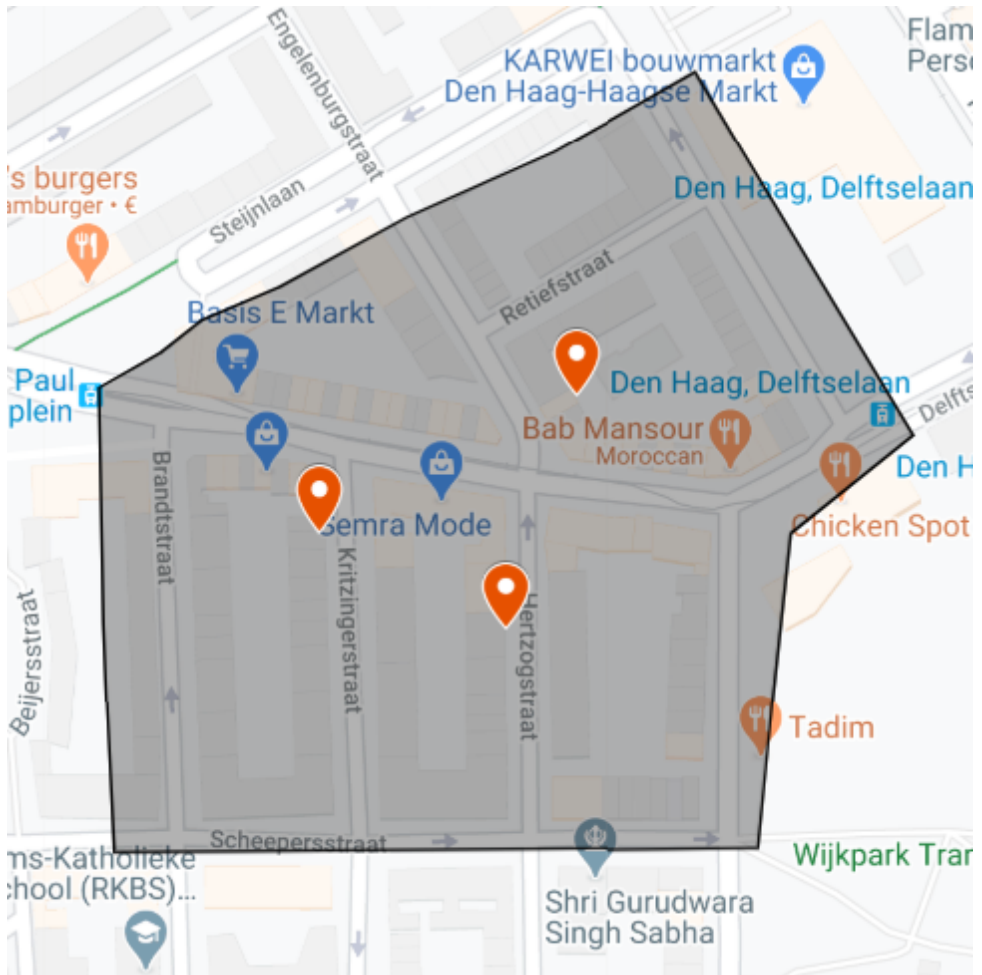 Engelenburgstraat
Flam
Pers
KARWEI bouwmarkt
Den Haag-Haagse Markt
's burgers
amburger • €
Steijnlaan
Den Haag, Delftselaan
Retiefstraat
Basis E Markt
Paul
plein
Den Haag, Delftselaan
Delfts
Bab Mansour
Moroccan
Den H
Brandtstraat
Semra Mode
Chicken Spot
Kritzingerstraat
Hertzogstraat
Beijersstraat
Tadim
Scheepersstraat
ms-Katholieke
chool (RKBS)...
Wijkpark Tran
Shri Gurudwara
Singh Sabha